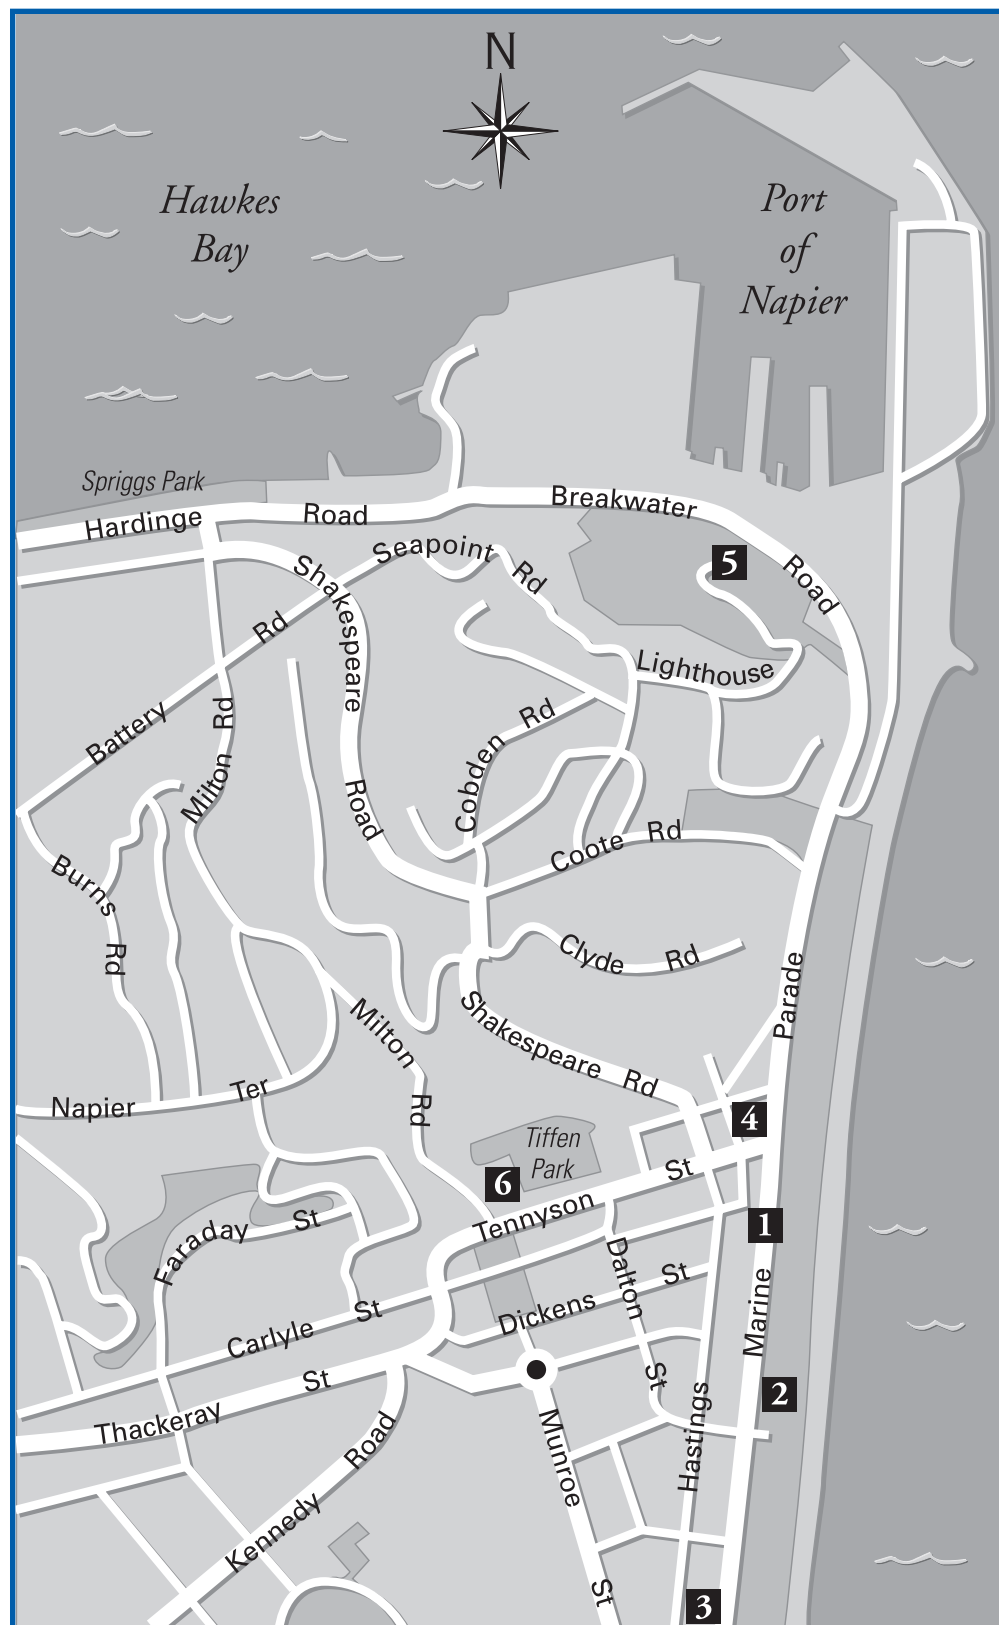 N
Hawkes
Bay
Port
of
Napier
Spriggs Park
Hardinge
Road
Breakwater
Road
Shakespeare
Road
Seapoint
Rd
5
Battery
Rd
Lighthouse
Milton
Rd
Cobden
Rd
Coote
Rd
Burns
Rd
Clyde
Rd
Parade
Milton
Rd
Shakespeare
Rd
Napier
Ter
4
Tiffen
Park
6
Tennyson
St
Faraday
St
1
Dalton
St
Marine
Carlyle
St
Dickens
St
Thackeray
St
2
Hastings
Munroe
St
Kennedy
Road
3